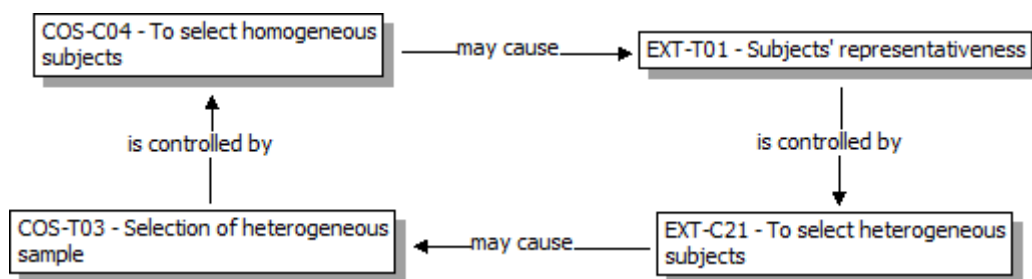 COS-C04 - To select homogeneous
subjects
may cause
EXT-T01 - Subjects' representativeness
is controlled by
is controlled by
COS-T03 - Selection of heterogeneous
sample
may cause
EXT-C21 - To select heterogeneous
subjects